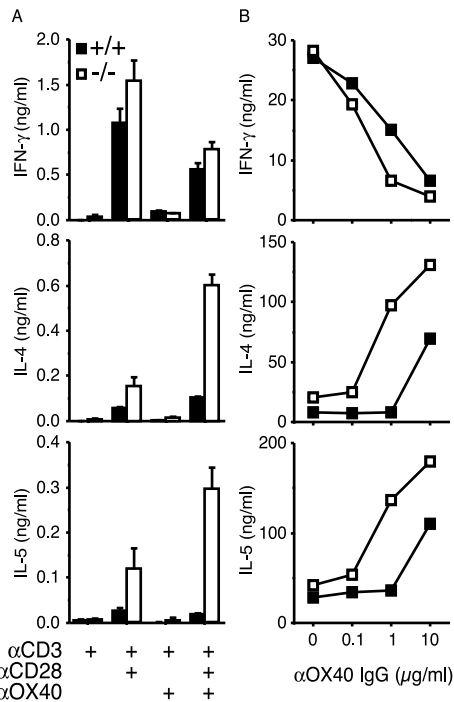 A
B
IFN-γ (ng/ml)
2.0
1.5
1.0
0.5
0.0
+/+
-/-
IFN-γ (ng/ml)
30
20
10
0
IL-4 (ng/ml)
0.8
0.6
0.4
0.2
0.0
IL-4 (ng/ml)
150
100
50
0
IL-5 (ng/ml)
0.4
0.3
0.2
0.1
0.0
IL-5 (ng/ml)
200
100
0
αCD3 + + + +
αCD28 + +
αOX40 + +
0 0.1 1 10
αOX40 IgG (µg/ml)